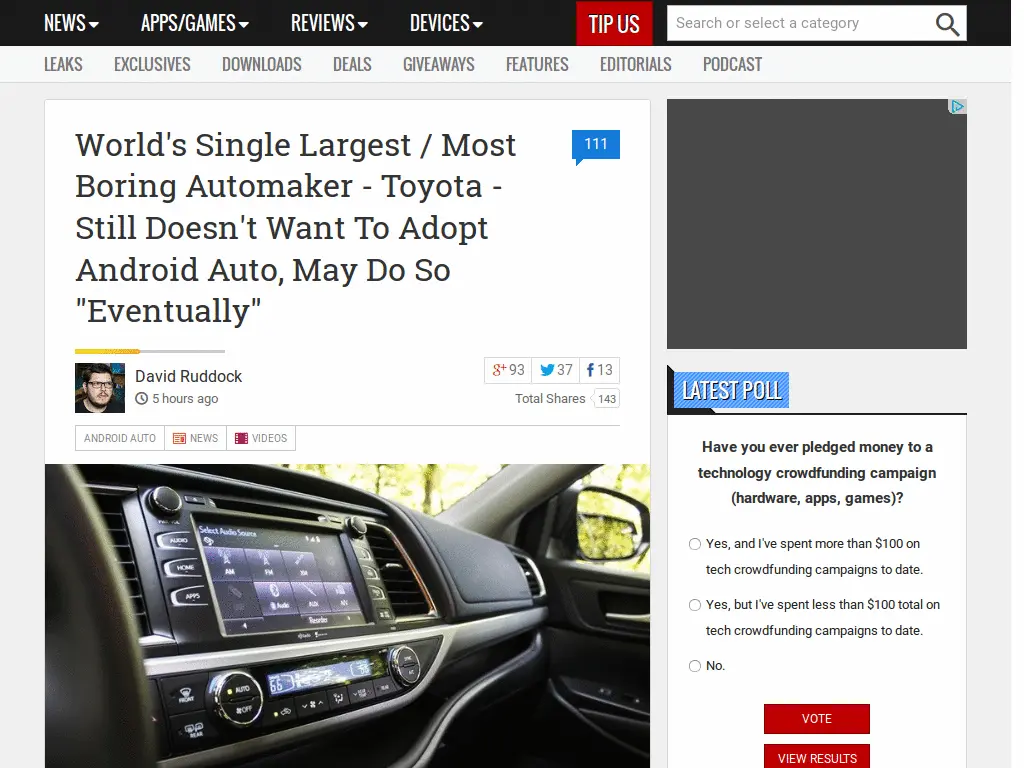 NEWS APPS/GAMES REVIEWS DEVICES TIP US Search or select a category
LEAKS EXCLUSIVES DOWNLOADS DEALS GIVEAWAYS FEATURES EDITORIALS PODCAST
World's Single Largest / Most
Boring Automaker - Toyota -
Still Doesn't Want To Adopt
Android Auto, May Do So
"Eventually"
111
David Ruddock
5 hours ago
g+ 93 37 f 13
Total Shares 143
ANDROID AUTO NEWS VIDEOS
Select Audio Source
AUDIO
HOME
APPS
AM FM XM
Audio AUX A/V
Reorder
66 AUTO
OFF
FRONT
REAR
LATEST POLL
Have you ever pledged money to a
technology crowdfunding campaign
(hardware, apps, games)?
Yes, and I've spent more than $100 on
tech crowdfunding campaigns to date.
Yes, but I've spent less than $100 total on
tech crowdfunding campaigns to date.
No.
VOTE
VIEW RESULTS